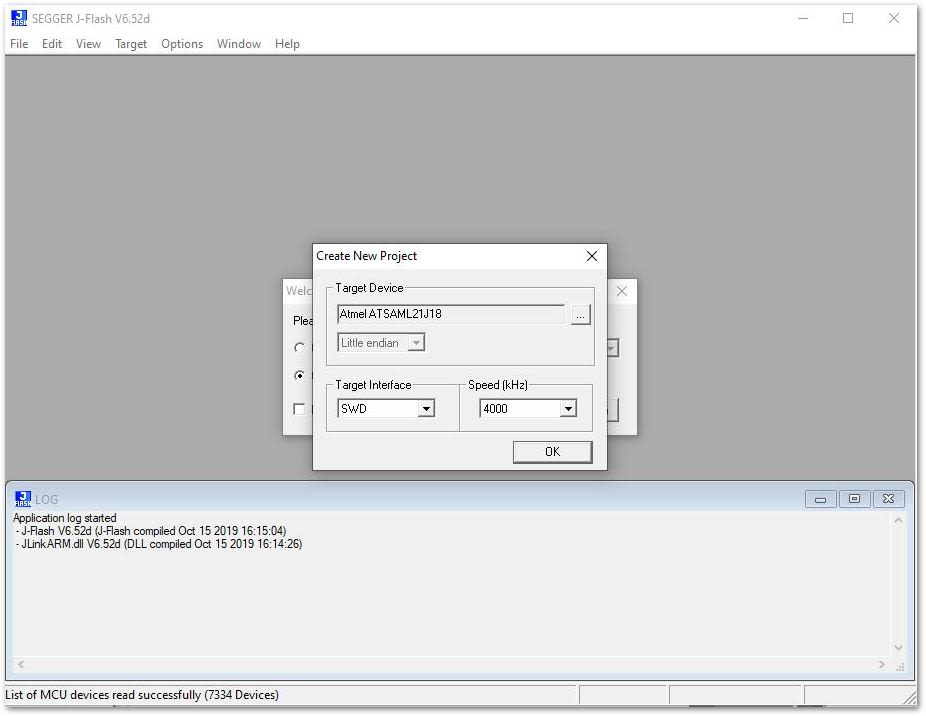 SEGGER J-Flash V6.52d
File Edit View Target Options Window Help
Create New Project
Target Device
Atmel ATSAML21J18
...
Little endian
Target Interface
Speed (kHz)
SWD
4000
OK
Welc
Plea
LOG
Application log started
- J-Flash V6.52d (J-Flash compiled Oct 15 2019 16:15:04)
- JLinkARM.dll V6.52d (DLL compiled Oct 15 2019 16:14:26)
List of MCU devices read successfully (7334 Devices)